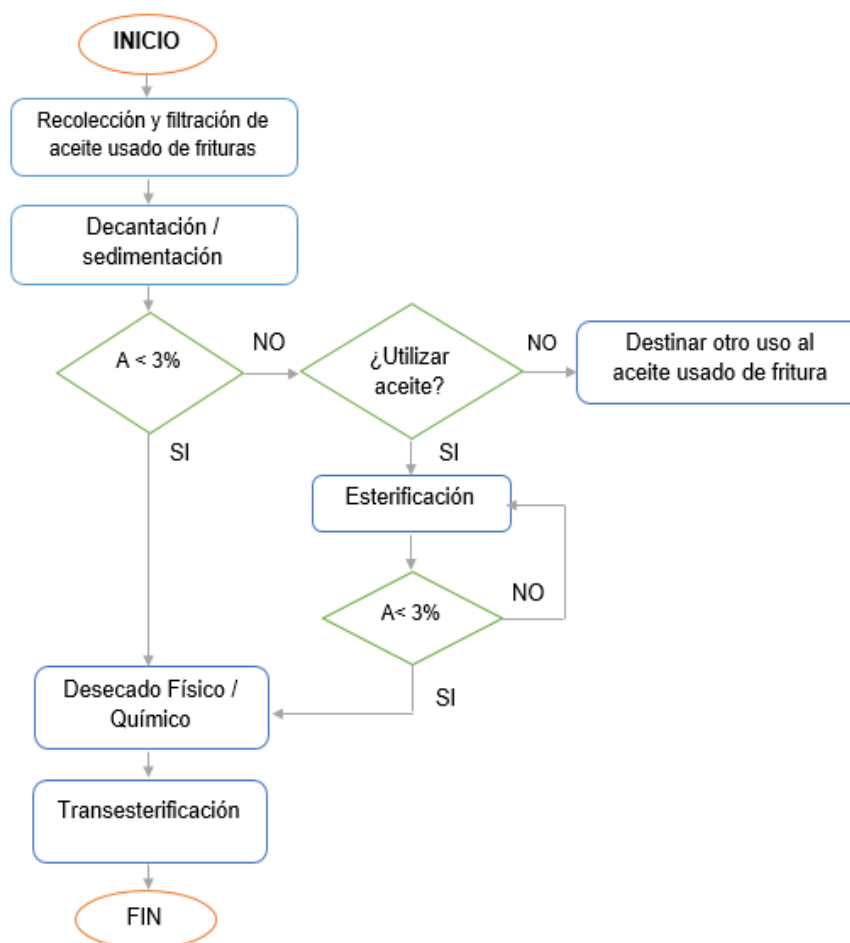 INICIO
Recolección y filtración de
aceite usado de frituras
Decantación /
sedimentación
A < 3%
NO
¿Utilizar
aceite?
NO
Destinar otro uso al
aceite usado de fritura
SI
SI
Esterificación
A< 3%
NO
SI
Desecado Físico /
Químico
Transesterificación
FIN